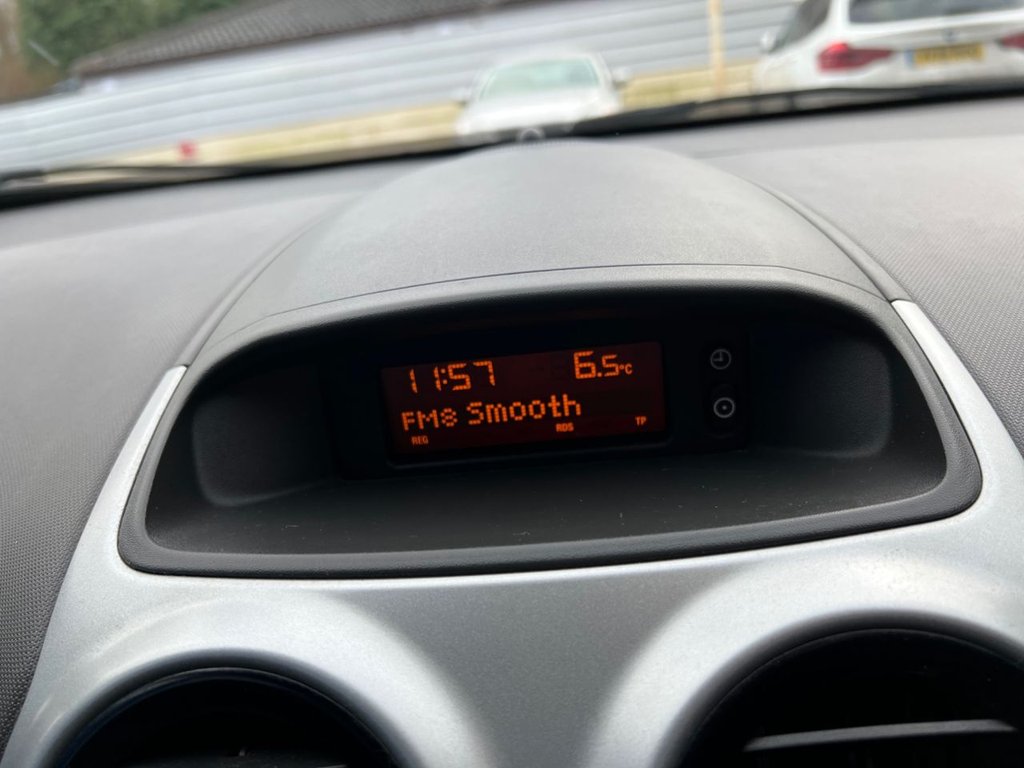 11:57 6.5°C
FM8 Smooth
REG RDS TP